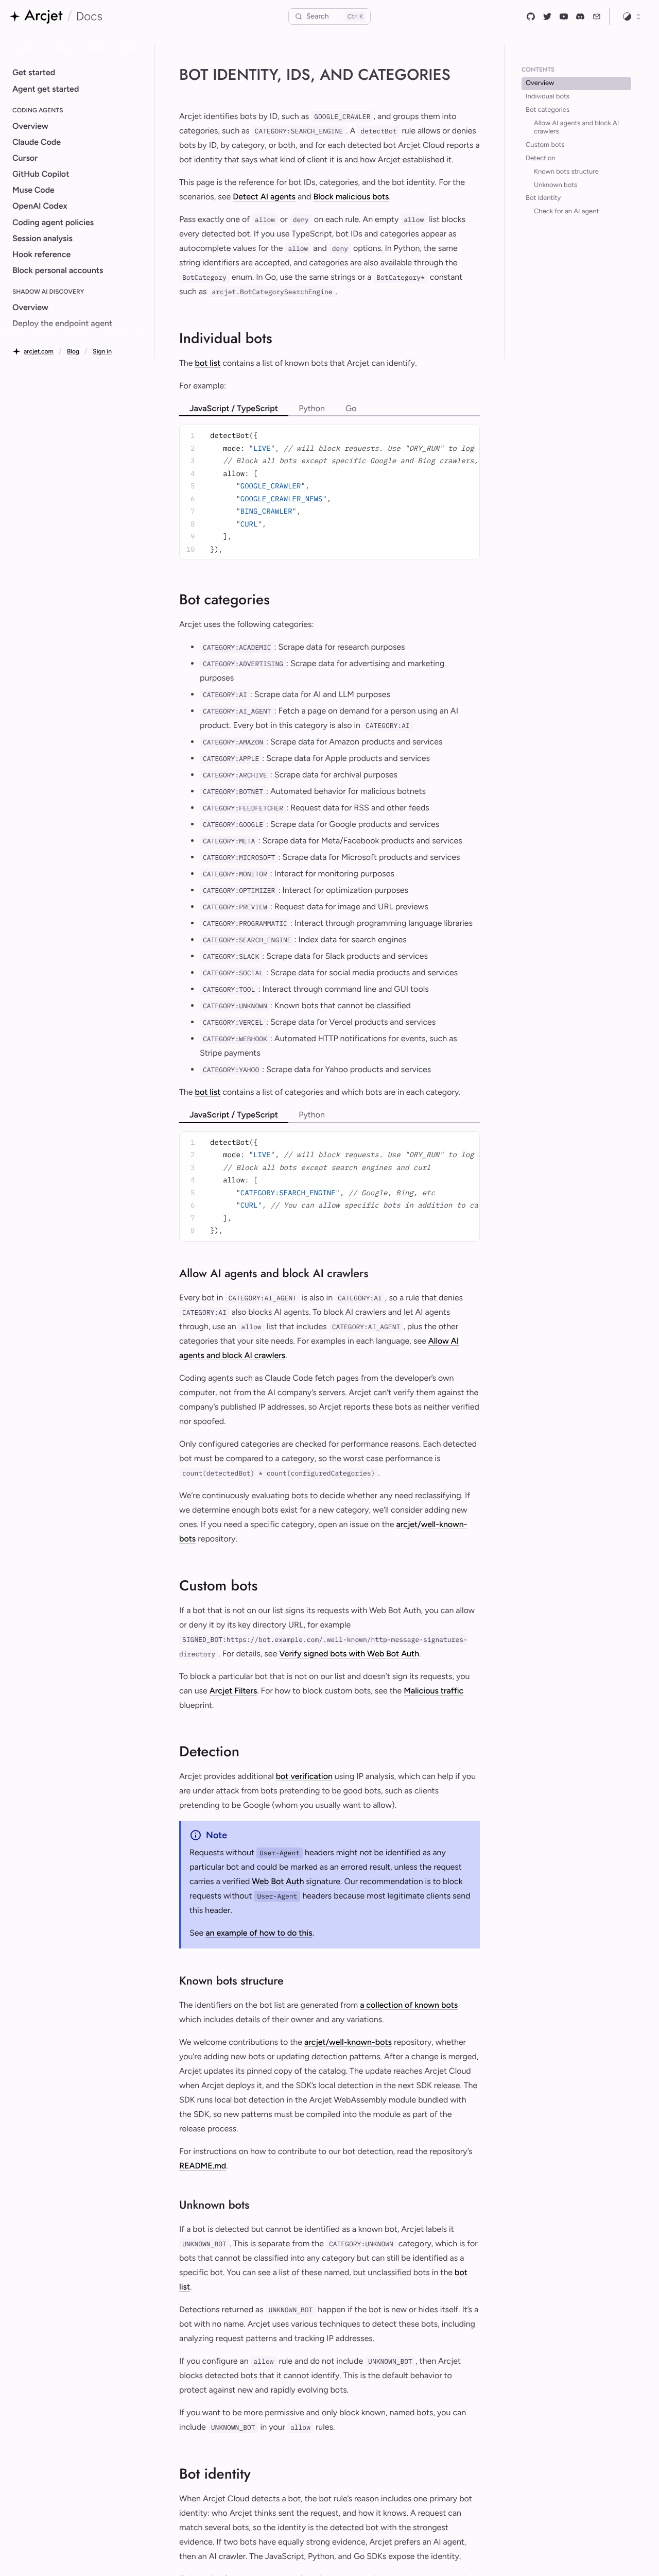 Arcjet / Docs
Search Ctrl K
Get started
Agent get started
CODING AGENTS
Overview
Claude Code
Cursor
GitHub Copilot
Muse Code
OpenAI Codex
Coding agent policies
Session analysis
Hook reference
Block personal accounts
SHADOW AI DISCOVERY
Overview
Deploy the endpoint agent
arcjet.com / Blog / Sign in
BOT IDENTITY, IDS, AND CATEGORIES
Arcjet identifies bots by ID, such as GOOGLE_CRAWLER, and groups them into
categories, such as CATEGORY:SEARCH_ENGINE. A detectBot rule allows or denies
bots by ID, by category, or both, and for each detected bot Arcjet Cloud reports a
bot identity that says what kind of client it is and how Arcjet established it.
This page is the reference for bot IDs, categories, and the bot identity. For the
scenarios, see Detect AI agents and Block malicious bots.
Pass exactly one of allow or deny on each rule. An empty allow list blocks
every detected bot. If you use TypeScript, bot IDs and categories appear as
autocomplete values for the allow and deny options. In Python, the same
string identifiers are accepted, and categories are also available through the
BotCategory enum. In Go, use the same strings or a BotCategory* constant
such as arcjet.BotCategorySearchEngine.
Individual bots
The bot list contains a list of known bots that Arcjet can identify.
For example:
JavaScript / TypeScript Python Go
1 detectBot({
2 mode: "LIVE", // will block requests. Use "DRY_RUN" to log
3 // Block all bots except specific Google and Bing crawlers,
4 allow: [
5 "GOOGLE_CRAWLER",
6 "GOOGLE_CRAWLER_NEWS",
7 "BING_CRAWLER",
8 "CURL",
9 ],
10 }),
Bot categories
Arcjet uses the following categories:
• CATEGORY:ACADEMIC : Scrape data for research purposes
• CATEGORY:ADVERTISING : Scrape data for advertising and marketing
purposes
• CATEGORY:AI : Scrape data for AI and LLM purposes
• CATEGORY:AI_AGENT : Fetch a page on demand for a person using an AI
product. Every bot in this category is also in CATEGORY:AI
• CATEGORY:AMAZON : Scrape data for Amazon products and services
• CATEGORY:APPLE : Scrape data for Apple products and services
• CATEGORY:ARCHIVE : Scrape data for archival purposes
• CATEGORY:BOTNET : Automated behavior for malicious botnets
• CATEGORY:FEEDFETCHER : Request data for RSS and other feeds
• CATEGORY:GOOGLE : Scrape data for Google products and services
• CATEGORY:META : Scrape data for Meta/Facebook products and services
• CATEGORY:MICROSOFT : Scrape data for Microsoft products and services
• CATEGORY:MONITOR : Interact for monitoring purposes
• CATEGORY:OPTIMIZER : Interact for optimization purposes
• CATEGORY:PREVIEW : Request data for image and URL previews
• CATEGORY:PROGRAMMATIC : Interact through programming language libraries
• CATEGORY:SEARCH_ENGINE : Index data for search engines
• CATEGORY:SLACK : Scrape data for Slack products and services
• CATEGORY:SOCIAL : Scrape data for social media products and services
• CATEGORY:TOOL : Interact through command line and GUI tools
• CATEGORY:UNKNOWN : Known bots that cannot be classified
• CATEGORY:VERCEL : Scrape data for Vercel products and services
• CATEGORY:WEBHOOK : Automated HTTP notifications for events, such as
Stripe payments
• CATEGORY:YAHOO : Scrape data for Yahoo products and services
The bot list contains a list of categories and which bots are in each category.
JavaScript / TypeScript Python
1 detectBot({
2 mode: "LIVE", // will block requests. Use "DRY_RUN" to log
3 // Block all bots except search engines and curl
4 allow: [
5 "CATEGORY:SEARCH_ENGINE", // Google, Bing, etc
6 "CURL", // You can allow specific bots in addition to ca
7 ],
8 }),
Allow AI agents and block AI crawlers
Every bot in CATEGORY:AI_AGENT is also in CATEGORY:AI, so a rule that denies
CATEGORY:AI also blocks AI agents. To block AI crawlers and let AI agents
through, use an allow list that includes CATEGORY:AI_AGENT, plus the other
categories that your site needs. For examples in each language, see Allow AI
agents and block AI crawlers.
Coding agents such as Claude Code fetch pages from the developer's own
computer, not from the AI company's servers. Arcjet can't verify them against the
company's published IP addresses, so Arcjet reports these bots as neither verified
nor spoofed.
Only configured categories are checked for performance reasons. Each detected
bot must be compared to a category, so the worst case performance is
count(detectedBot) * count(configuredCategories).
We're continuously evaluating bots to decide whether any need reclassifying. If
we determine enough bots exist for a new category, we'll consider adding new
ones. If you need a specific category, open an issue on the arcjet/well-known-
bots repository.
Custom bots
If a bot that is not on our list signs its requests with Web Bot Auth, you can allow
or deny it by its key directory URL, for example
SIGNED_BOT:https://bot.example.com/.well-known/http-message-signatures-
directory. For details, see Verify signed bots with Web Bot Auth.
To block a particular bot that is not on our list and doesn't sign its requests, you
can use Arcjet Filters. For how to block custom bots, see the Malicious traffic
blueprint.
Detection
Arcjet provides additional bot verification using IP analysis, which can help if you
are under attack from bots pretending to be good bots, such as clients
pretending to be Google (whom you usually want to allow).
Note
Requests without User-Agent headers might not be identified as any
particular bot and could be marked as an errored result, unless the request
carries a verified Web Bot Auth signature. Our recommendation is to block
requests without User-Agent headers because most legitimate clients send
this header.
See an example of how to do this.
Known bots structure
The identifiers on the bot list are generated from a collection of known bots
which includes details of their owner and any variations.
We welcome contributions to the arcjet/well-known-bots repository, whether
you're adding new bots or updating detection patterns. After a change is merged,
Arcjet updates its pinned copy of the catalog. The update reaches Arcjet Cloud
when Arcjet deploys it, and the SDK's local detection in the next SDK release. The
SDK runs local bot detection in the Arcjet WebAssembly module bundled with
the SDK, so new patterns must be compiled into the module as part of the
release process.
For instructions on how to contribute to our bot detection, read the repository's
README.md.
Unknown bots
If a bot is detected but cannot be identified as a known bot, Arcjet labels it
UNKNOWN_BOT. This is separate from the CATEGORY:UNKNOWN category, which is for
bots that cannot be classified into any category but can still be identified as a
specific bot. You can see a list of these named, but unclassified bots in the bot
list.
Detections returned as UNKNOWN_BOT happen if the bot is new or hides itself. It's a
bot with no name. Arcjet uses various techniques to detect these bots, including
analyzing request patterns and tracking IP addresses.
If you configure an allow rule and do not include UNKNOWN_BOT, then Arcjet
blocks detected bots that it cannot identify. This is the default behavior to
protect against new and rapidly evolving bots.
If you want to be more permissive and only block known, named bots, you can
include UNKNOWN_BOT in your allow rules.
Bot identity
When Arcjet Cloud detects a bot, the bot rule's reason includes one primary bot
identity: who Arcjet thinks sent the request, and how it knows. A request can
match several bots, so the identity is the detected bot with the strongest
evidence. If two bots have equally strong evidence, Arcjet prefers an AI agent,
then an AI crawler. The JavaScript, Python, and Go SDKs expose the identity.
CONTENTS
Overview
Individual bots
Bot categories
Allow AI agents and block AI
crawlers
Custom bots
Detection
Known bots structure
Unknown bots
Bot identity
Check for an AI agent